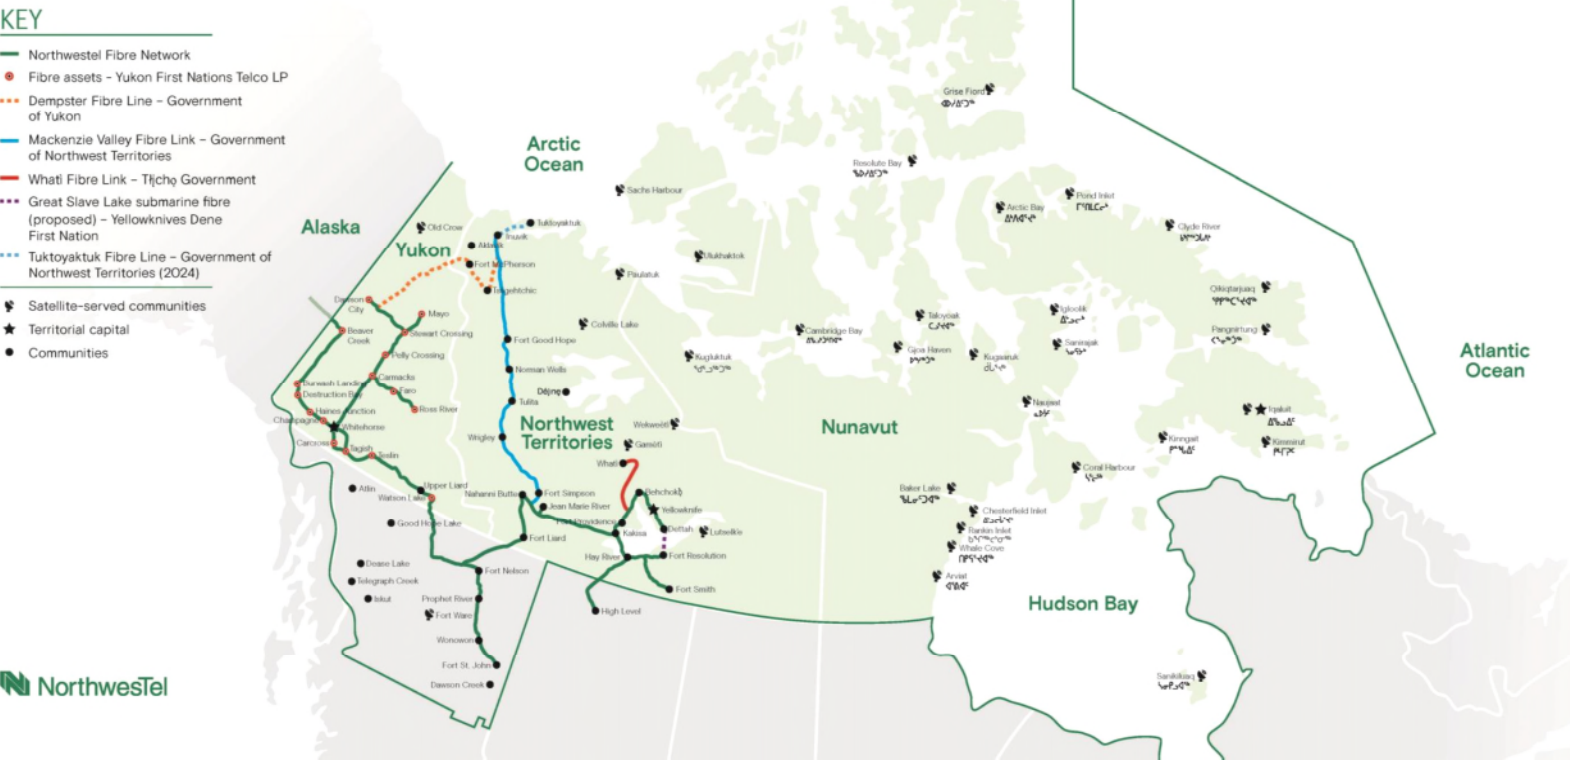 KEY
Northwestel Fibre Network
Fibre assets - Yukon First Nations Telco LP
Dempster Fibre Line – Government
of Yukon
Mackenzie Valley Fibre Link – Government
of Northwest Territories
Whatì Fibre Link – Tłı̨chǫ Government
Great Slave Lake submarine fibre
(proposed) – Yellowknives Dene
First Nation
Tuktoyaktuk Fibre Line – Government of
Northwest Territories (2024)
Satellite-served communities
Territorial capital
Communities
Arctic
Ocean
Alaska
Yukon
Northwest
Territories
Nunavut
Hudson Bay
Atlantic
Ocean
Grise Fiord
Resolute Bay
Sachs Harbour
Arctic Bay
Pond Inlet
Clyde River
Old Crow
Tuktoyaktuk
Inuvik
Aklavik
Fort McPherson
Tsiigehtchic
Ulukhaktok
Paulatuk
Qikiqtarjuaq
Dawson
City
Mayo
Beaver
Creek
Stewart Crossing
Colville Lake
Cambridge Bay
Taloyoak
Igloolik
Pangnirtung
Fort Good Hope
Sanirajak
Pelly Crossing
Kugluktuk
Gjoa Haven
Kugaaruk
Norman Wells
Carmacks
Burwash Landing
Destruction Bay
Faro
Délı̨nę
Tulita
Naujaat
Haines Junction
Ross River
Iqaluit
Champagne
Whitehorse
Wekweètì
Carcross
Tagish
Wrigley
Gamètì
Kinngait
Kimmirut
Teslin
Whatì
Coral Harbour
Atlin
Upper Liard
Watson Lake
Nahanni Butte
Fort Simpson
Behchokǫ̀
Baker Lake
Jean Marie River
Yellowknife
Chesterfield Inlet
Good Hope Lake
Fort Providence
Kakisa
Dettah
Lutselk'e
Rankin Inlet
Fort Liard
Whale Cove
Hay River
Fort Resolution
Dease Lake
Fort Nelson
Arviat
Telegraph Creek
Fort Smith
Iskut
Prophet River
High Level
Fort Ware
Wonowon
Fort St. John
Dawson Creek
Sanikiluaq
NorthwesTel